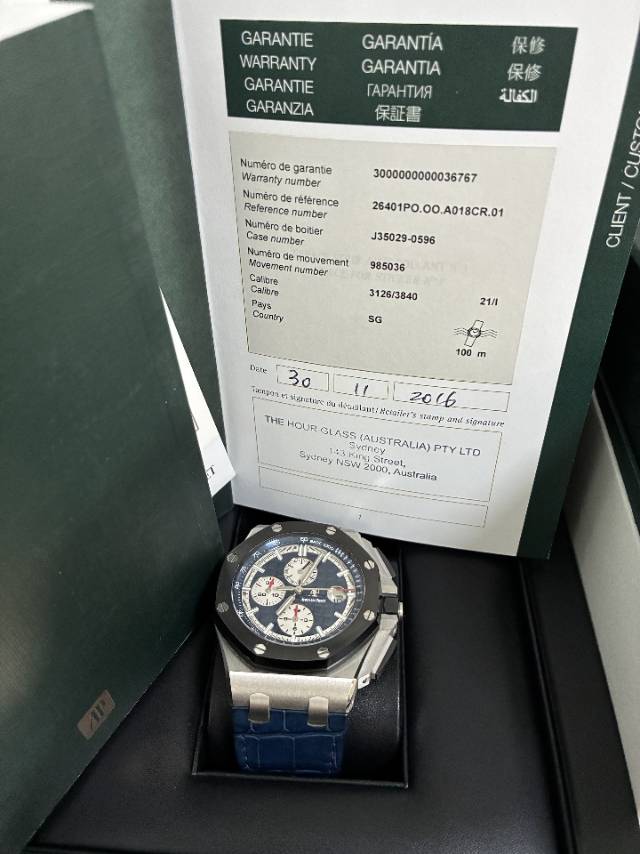 GARANTIE GARANTÍA 保修
WARRANTY GARANTIA 保修
GARANTIE ГАРАНТИЯ الكفالة
GARANZIA 保証書
Numéro de garantie
Warranty number 3000000000036767
Numéro de référence
Reference number 26401PO.OO.A018CR.01
Numéro de boitier
Case number J35029-0596
Numéro de mouvement
Movement number 985036
Calibre
Calibre 3126/3840 21/I
Pays
Country SG
100 m
Date 30 11 2016
Tampon et signature du détaillant/ Retailer's stamp and signature
THE HOUR GLASS (AUSTRALIA) PTY LTD
Sydney
143 King Street,
Sydney NSW 2000, Australia
CLIENT / CUSTO
AP